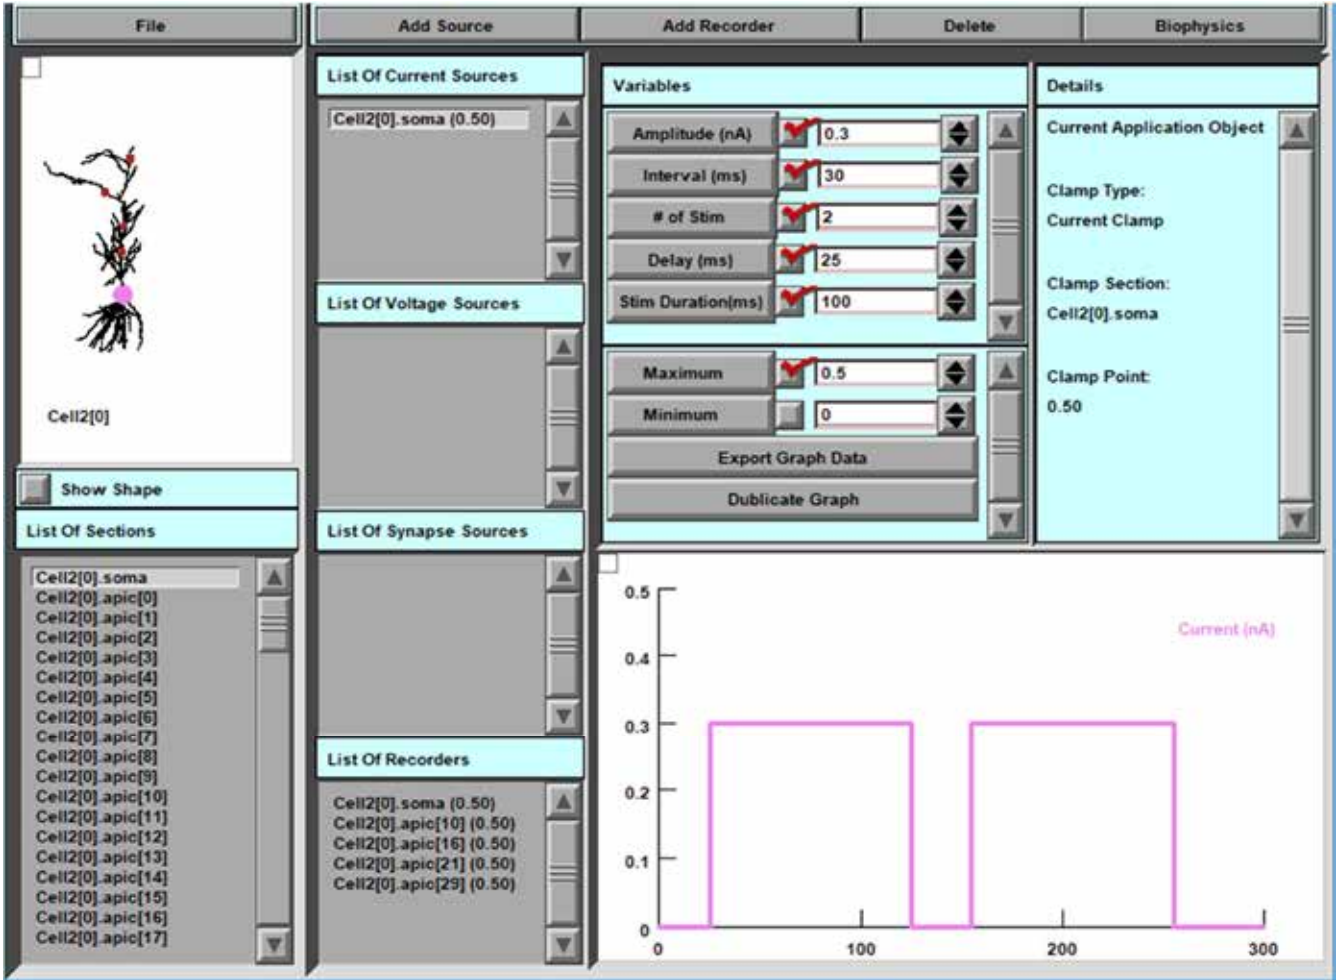 File
Add Source
Add Recorder
Delete
Biophysics
Cell2[0]
Show Shape
List Of Sections
Cell2[0].soma
Cell2[0].apic[0]
Cell2[0].apic[1]
Cell2[0].apic[2]
Cell2[0].apic[3]
Cell2[0].apic[4]
Cell2[0].apic[5]
Cell2[0].apic[6]
Cell2[0].apic[7]
Cell2[0].apic[8]
Cell2[0].apic[9]
Cell2[0].apic[10]
Cell2[0].apic[11]
Cell2[0].apic[12]
Cell2[0].apic[13]
Cell2[0].apic[14]
Cell2[0].apic[15]
Cell2[0].apic[16]
Cell2[0].apic[17]
List Of Current Sources
Cell2[0].soma (0.50)
List Of Voltage Sources
List Of Synapse Sources
List Of Recorders
Cell2[0].soma (0.50)
Cell2[0].apic[10] (0.50)
Cell2[0].apic[16] (0.50)
Cell2[0].apic[21] (0.50)
Cell2[0].apic[29] (0.50)
Variables
Amplitude (nA) 0.3
Interval (ms) 30
# of Stim 2
Delay (ms) 25
Stim Duration(ms) 100
Maximum 0.5
Minimum 0
Export Graph Data
Dublicate Graph
Details
Current Application Object
Clamp Type:
Current Clamp
Clamp Section:
Cell2[0].soma
Clamp Point:
0.50
Current (nA)
0.5
0.4
0.3
0.2
0.1
0
0 100 200 300